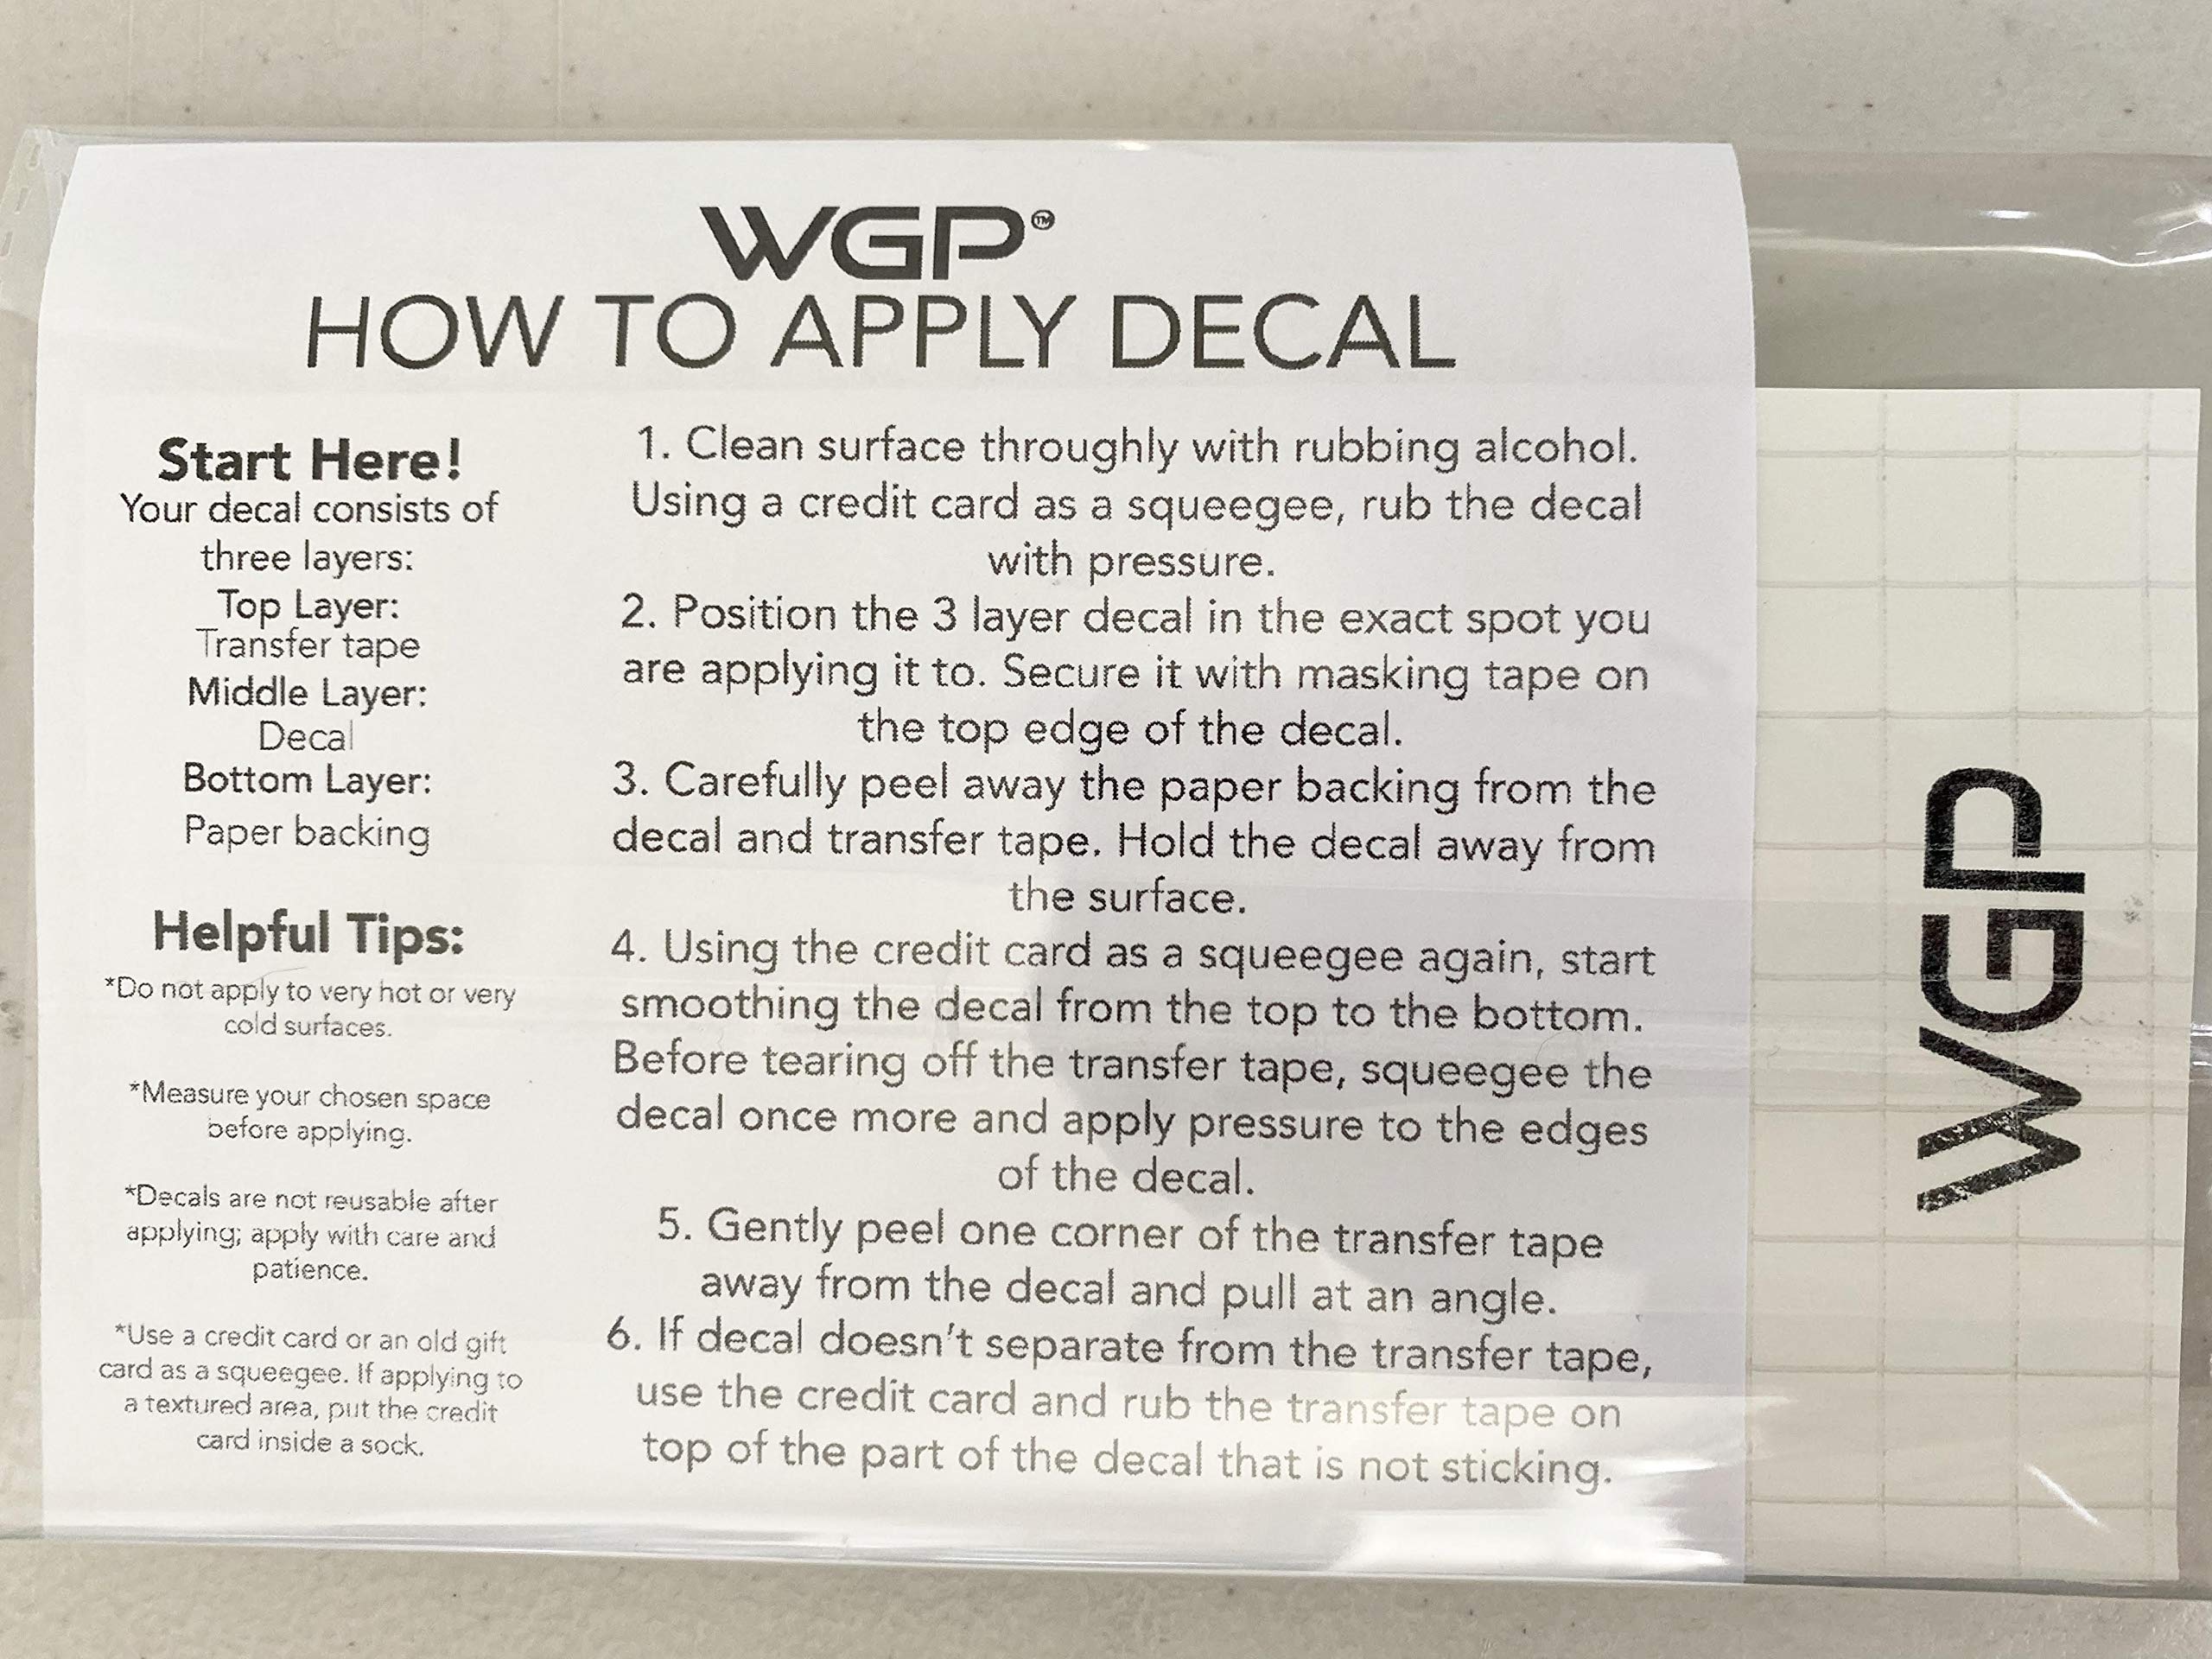 WGP™
HOW TO APPLY DECAL
Start Here!
Your decal consists of
three layers:
Top Layer:
Transfer tape
Middle Layer:
Decal
Bottom Layer:
Paper backing
Helpful Tips:
*Do not apply to very hot or very
cold surfaces.
*Measure your chosen space
before applying.
*Decals are not reusable after
applying; apply with care and
patience.
*Use a credit card or an old gift
card as a squeegee. If applying to
a textured area, put the credit
card inside a sock.
1. Clean surface throughly with rubbing alcohol.
Using a credit card as a squeegee, rub the decal
with pressure.
2. Position the 3 layer decal in the exact spot you
are applying it to. Secure it with masking tape on
the top edge of the decal.
3. Carefully peel away the paper backing from the
decal and transfer tape. Hold the decal away from
the surface.
4. Using the credit card as a squeegee again, start
smoothing the decal from the top to the bottom.
Before tearing off the transfer tape, squeegee the
decal once more and apply pressure to the edges
of the decal.
5. Gently peel one corner of the transfer tape
away from the decal and pull at an angle.
6. If decal doesn't separate from the transfer tape,
use the credit card and rub the transfer tape on
top of the part of the decal that is not sticking.
WGP